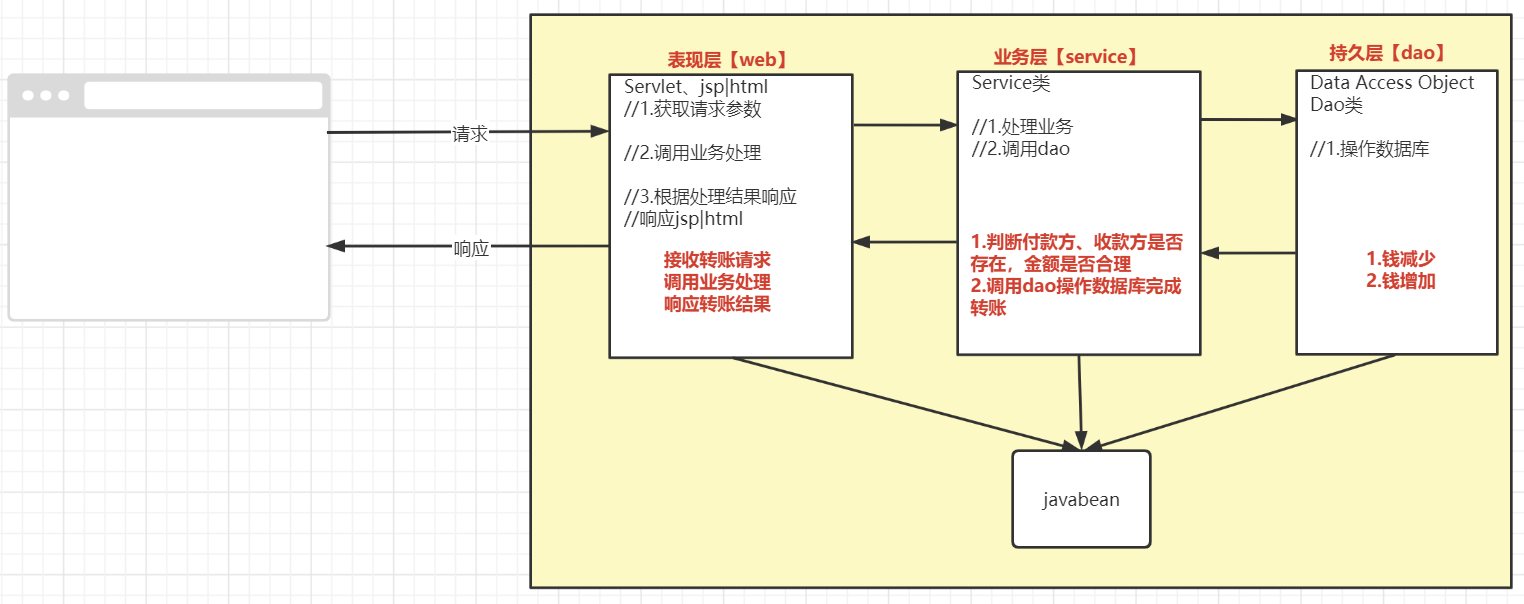 表现层【web】
业务层【service】
持久层【dao】
请求
响应
Servlet、jsp|html
//1.获取请求参数
//2.调用业务处理
//3.根据处理结果响应
//响应jsp|html
接收转账请求
调用业务处理
响应转账结果
Service类
//1.处理业务
//2.调用dao
1.判断付款方、收款方是否
存在，金额是否合理
2.调用dao操作数据库完成
转账
Data Access Object
Dao类
//1.操作数据库
1.钱减少
2.钱增加
javabean